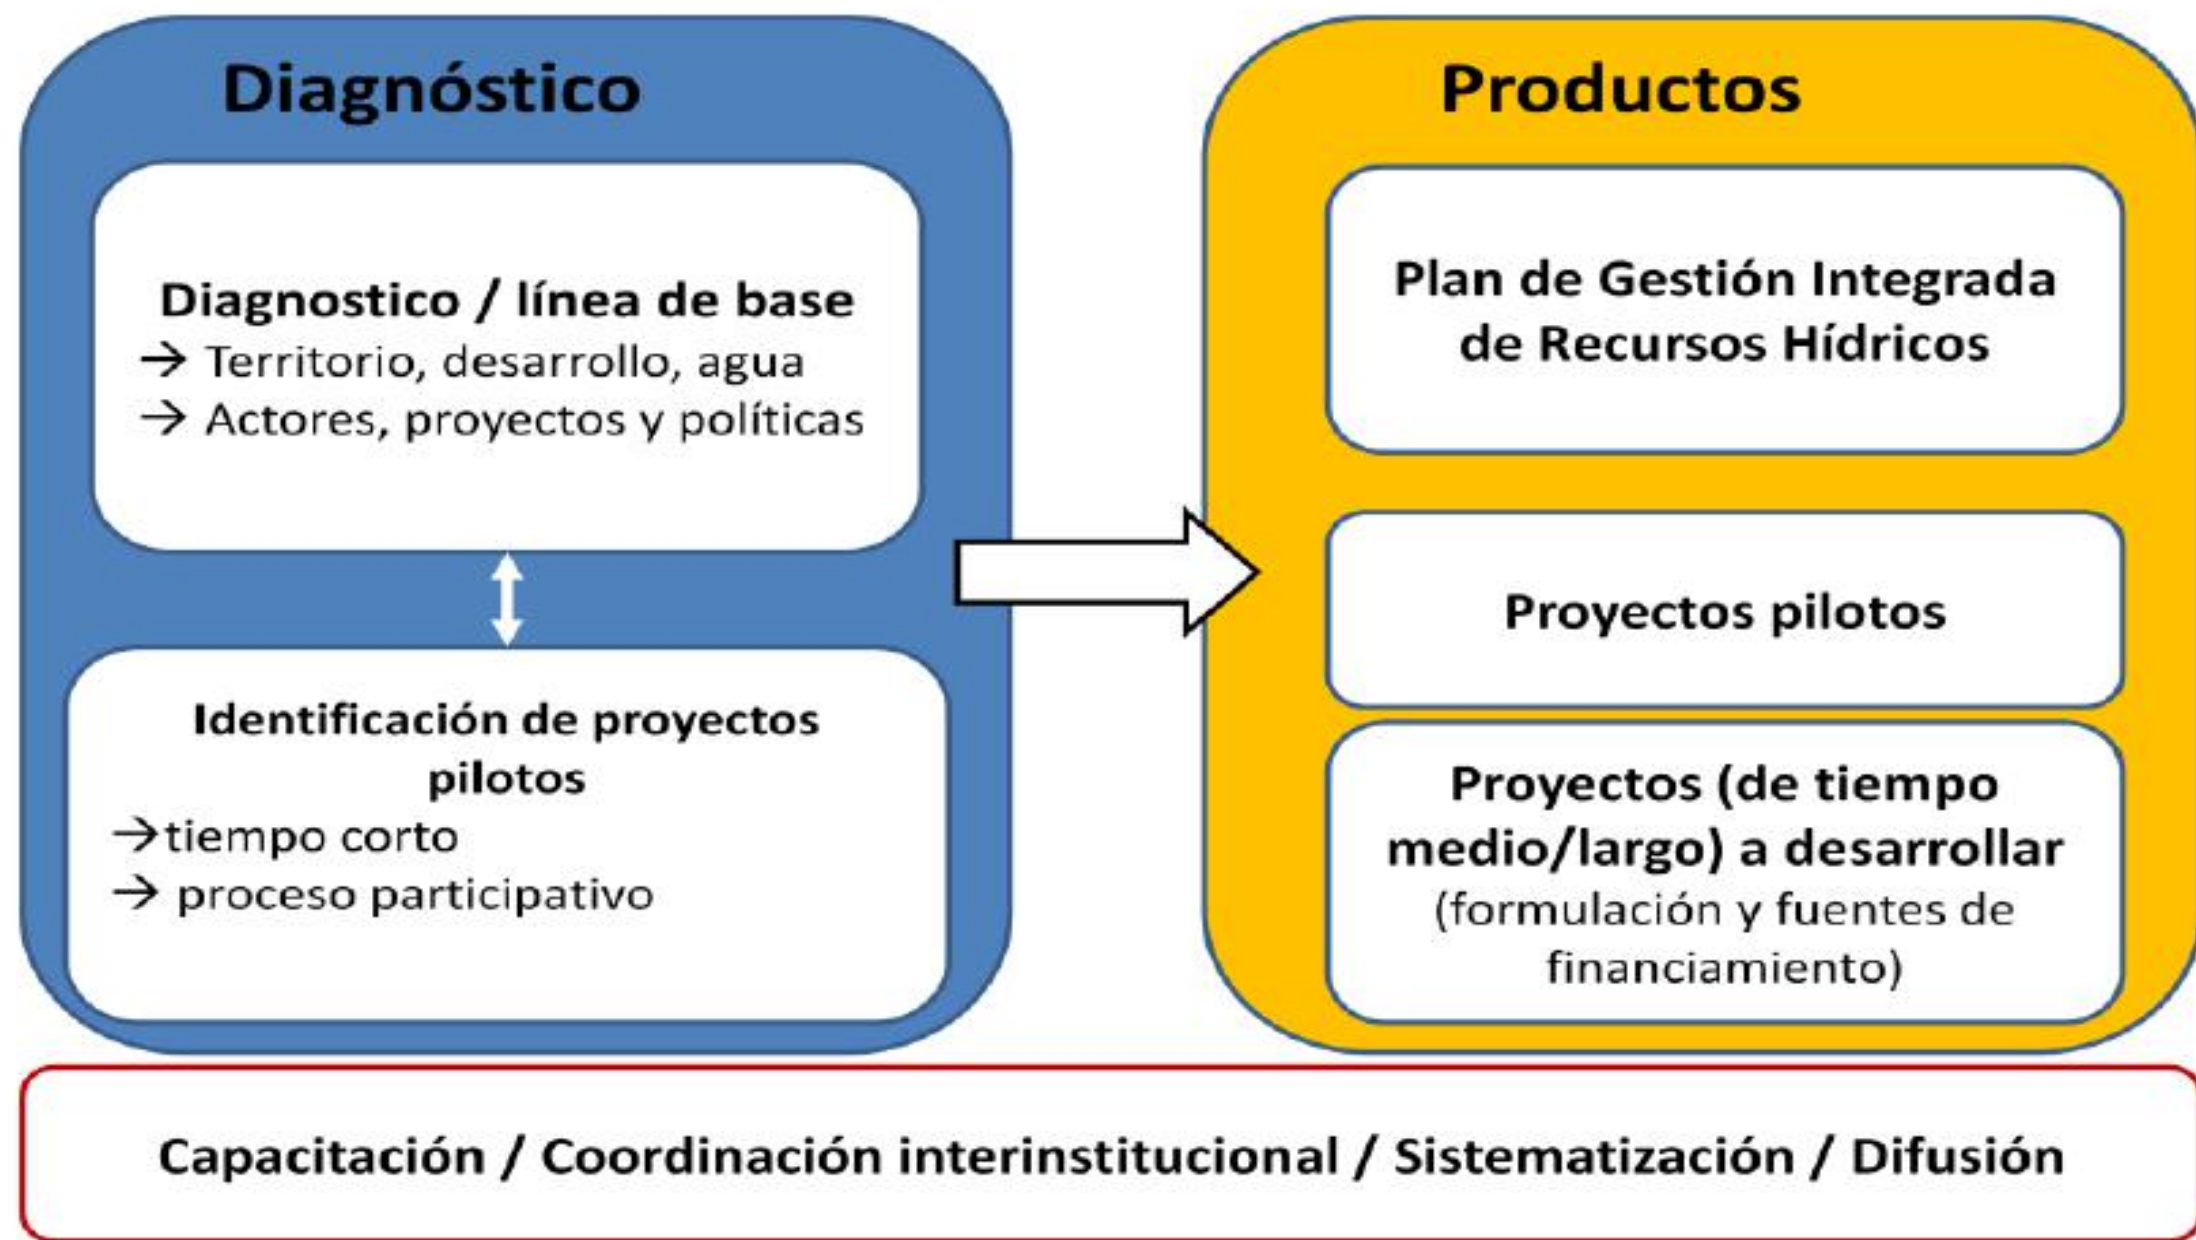 Diagnóstico
Diagnostico / línea de base
→ Territorio, desarrollo, agua
→ Actores, proyectos y políticas
Identificación de proyectos
pilotos
→tiempo corto
→ proceso participativo
Productos
Plan de Gestión Integrada
de Recursos Hídricos
Proyectos pilotos
Proyectos (de tiempo
medio/largo) a desarrollar
(formulación y fuentes de
financiamiento)
Capacitación / Coordinación interinstitucional / Sistematización / Difusión